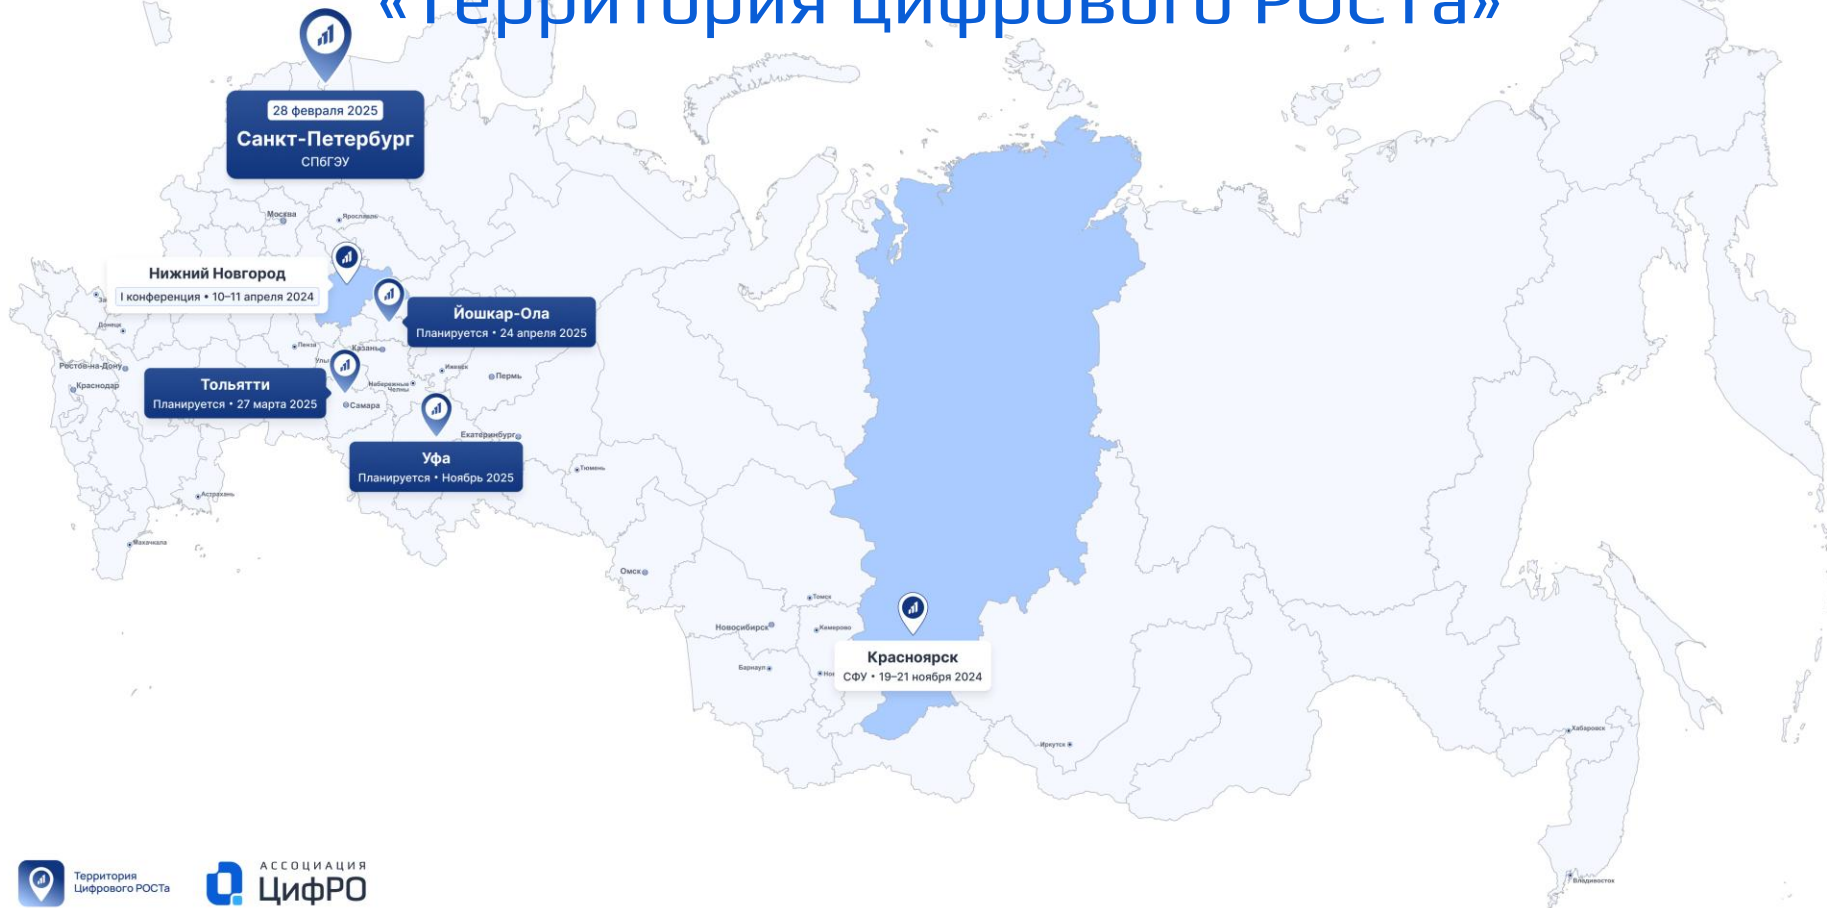 «Территория цифрового РОСТа»
28 февраля 2025
Санкт-Петербург
СПбГЭУ
Москва
Ярославль
Нижний Новгород
I конференция • 10–11 апреля 2024
Йошкар-Ола
Планируется • 24 апреля 2025
Донецк
Пенза
Казань
Ростов-на-Дону
Краснодар
Ижевск
Пермь
Набережные
Челны
Тольятти
Планируется • 27 марта 2025
Самара
Екатеринбург
Уфа
Планируется • Ноябрь 2025
Тюмень
Астрахань
Махачкала
Омск
Томск
Новосибирск
Кемерово
Барнаул
Красноярск
СФУ • 19–21 ноября 2024
Иркутск
Хабаровск
Владивосток
Территория
Цифрового РОСТа
АССОЦИАЦИЯ
ЦифРО